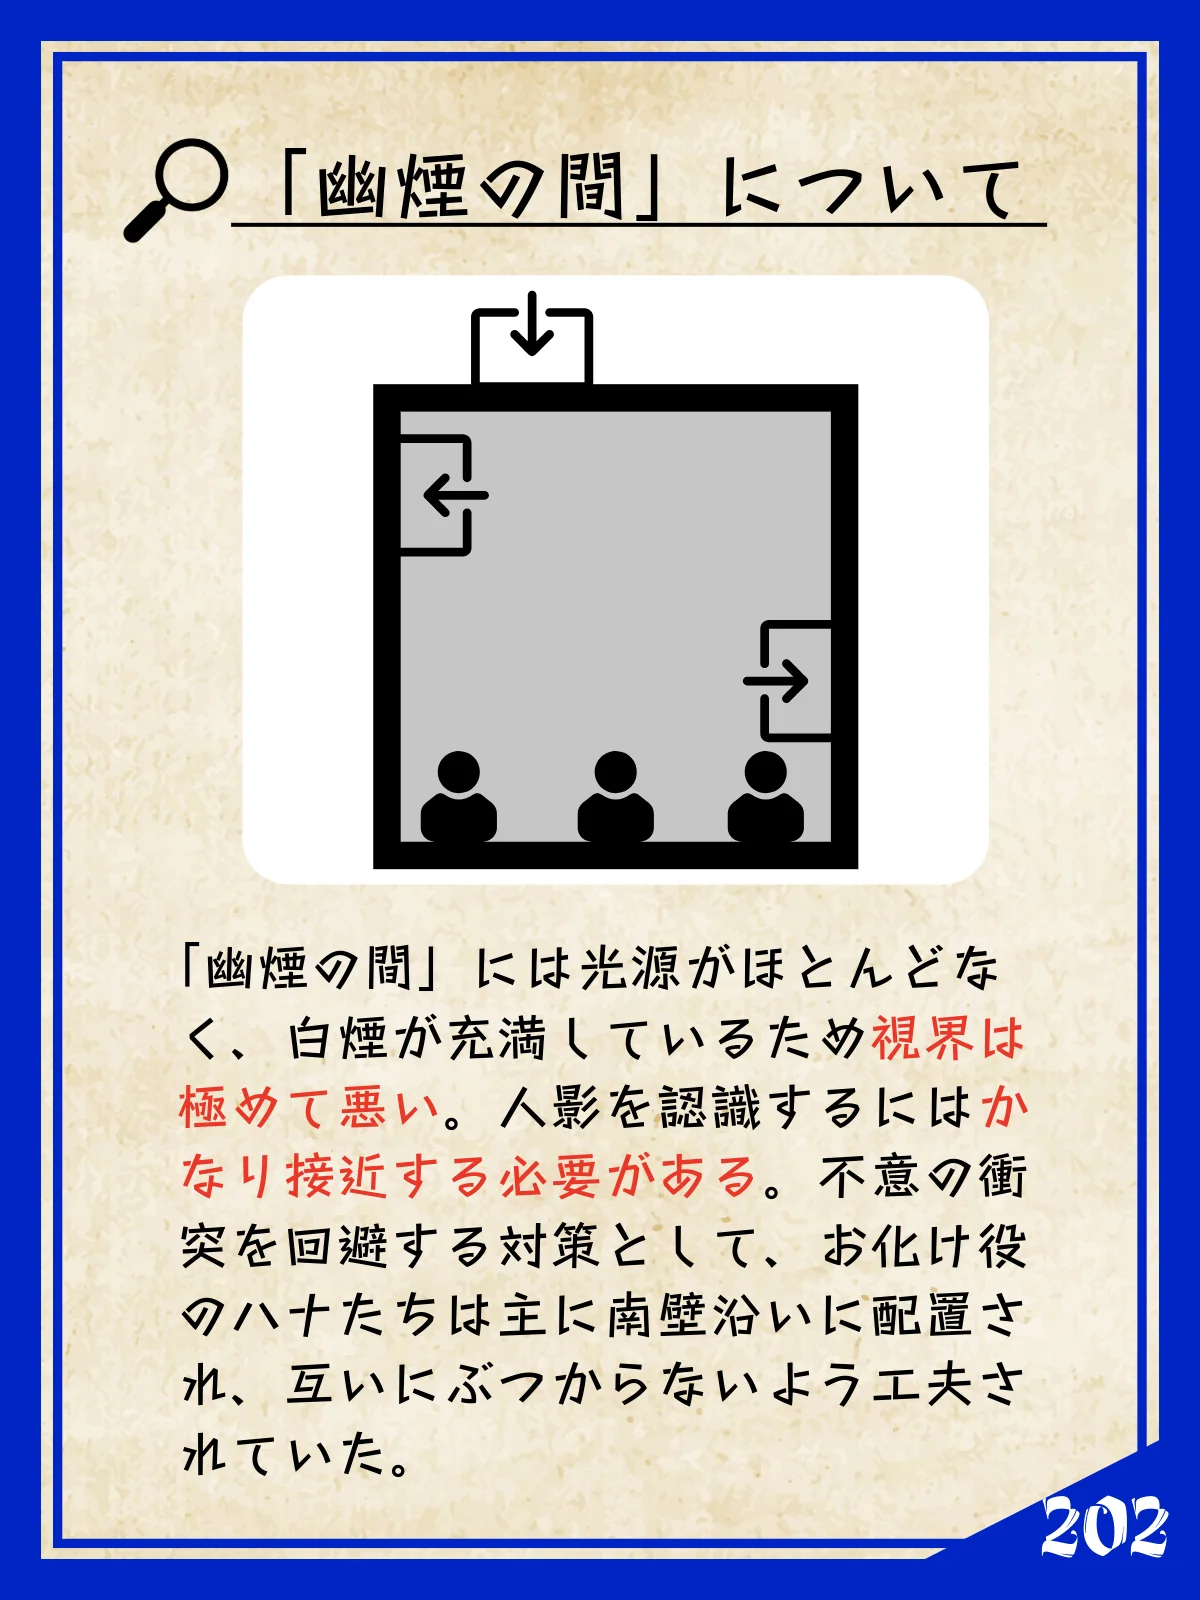 「幽煙の間」について
「幽煙の間」には光源がほとんどな
く、白煙が充満しているため視界は
極めて悪い。人影を認識するにはか
なり接近する必要がある。不意の衝
突を回避する対策として、お化け役
のハナたちは主に南壁沿いに配置さ
れ、互いにぶつからないよう工夫さ
れていた。
202